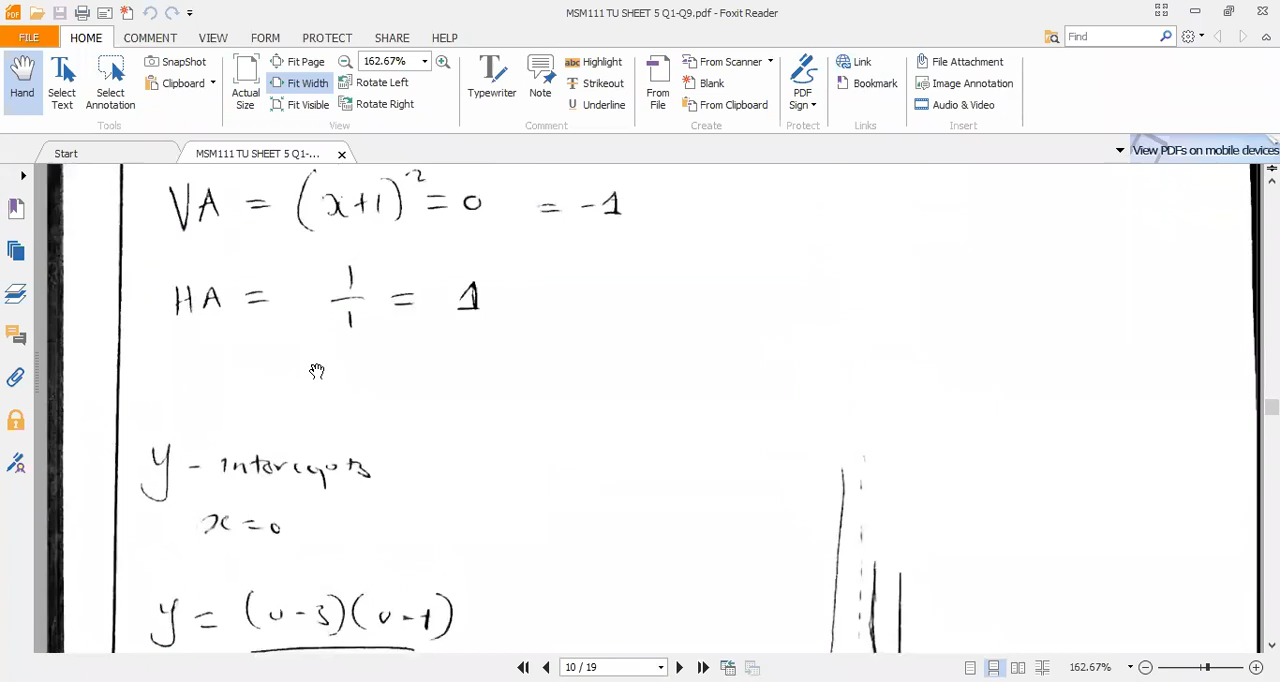 MSM111 TU SHEET 5 Q1-Q9.pdf - Foxit Reader
FILE HOME COMMENT VIEW FORM PROTECT SHARE HELP
Find
Hand
Select Text
Select Annotation
SnapShot
Clipboard
Tools
Actual Size
Fit Page
Fit Width
Fit Visible
162.67%
Rotate Left
Rotate Right
View
Typewriter
Note
Highlight
Strikeout
Underline
Comment
From File
From Scanner
Blank
From Clipboard
Create
PDF Sign
Protect
Link
Bookmark
Links
File Attachment
Image Annotation
Audio & Video
Insert
Start
MSM111 TU SHEET 5 Q1-...
View PDFs on mobile devices
VA = (x+1)² = 0 = -1
HA = 1/1 = 1
y - intercepts
x = 0
y = (0-3)(0-1)
10 / 19
162.67%